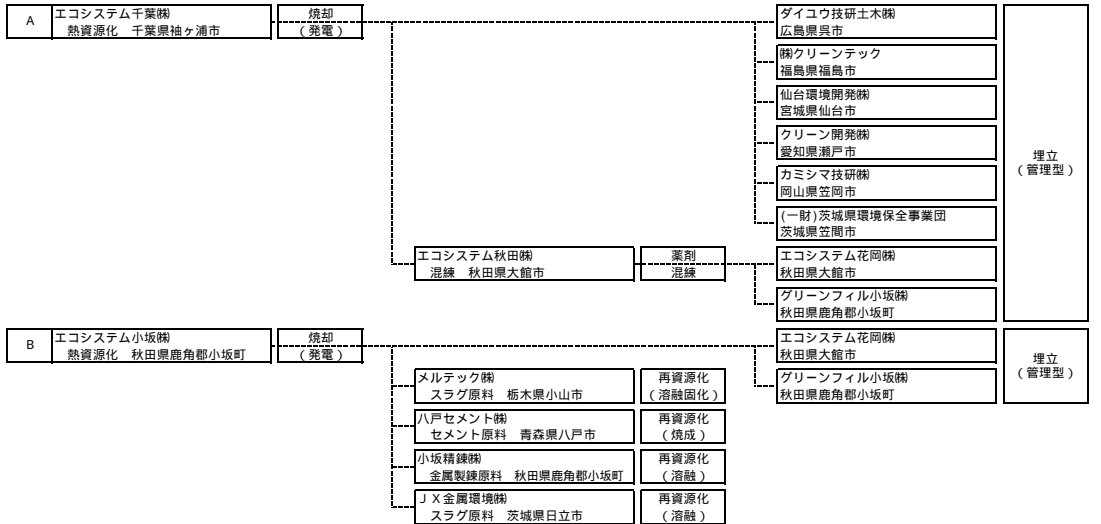 A
エコシステム千葉㈱
熱資源化　千葉県袖ヶ浦市
焼却
（発電）
ダイユウ技研土木㈱
広島県呉市
㈱クリーンテック
福島県福島市
仙台環境開発㈱
宮城県仙台市
クリーン開発㈱
愛知県瀬戸市
カミシマ技研㈱
岡山県笠岡市
(一財)茨城県環境保全事業団
茨城県笠間市
埋立
（管理型）
エコシステム秋田㈱
混練　秋田県大館市
薬剤
混練
エコシステム花岡㈱
秋田県大館市
グリーンフィル小坂㈱
秋田県鹿角郡小坂町
B
エコシステム小坂㈱
熱資源化　秋田県鹿角郡小坂町
焼却
（発電）
エコシステム花岡㈱
秋田県大館市
グリーンフィル小坂㈱
秋田県鹿角郡小坂町
埋立
（管理型）
メルテック㈱
スラグ原料　栃木県小山市
再資源化
（溶融固化）
八戸セメント㈱
セメント原料　青森県八戸市
再資源化
（焼成）
小坂精錬㈱
金属製錬原料　秋田県鹿角郡小坂町
再資源化
（溶融）
ＪＸ金属環境㈱
スラグ原料　茨城県日立市
再資源化
（溶融）